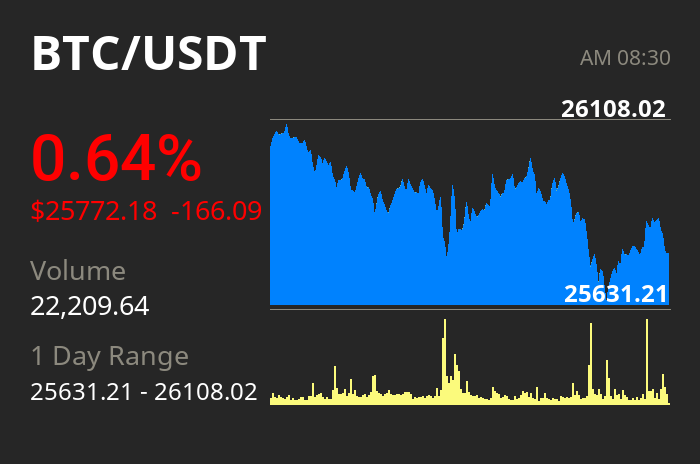 BTC/USDT
AM 08:30
26108.02
0.64%
$25772.18 -166.09
Volume
22,209.64
25631.21
1 Day Range
25631.21 - 26108.02